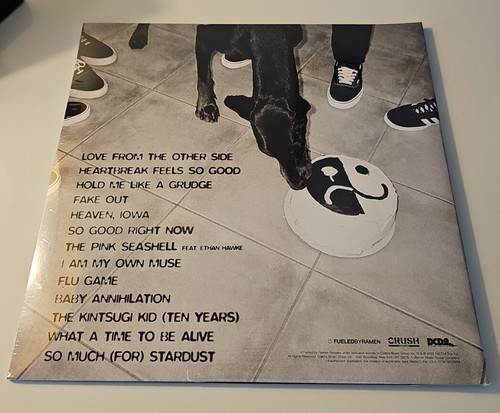 LOVE FROM THE OTHER SIDE
HEARTBREAK FEELS SO GOOD
HOLD ME LIKE A GRUDGE
FAKE OUT
HEAVEN, IOWA
SO GOOD RIGHT NOW
THE PINK SEASHELL FEAT. ETHAN HAWKE
I AM MY OWN MUSE
FLU GAME
BABY ANNIHILATION
THE KINTSUGI KID (TEN YEARS)
WHAT A TIME TO BE ALIVE
SO MUCH (FOR) STARDUST
FUELEDBYRAMEN CRUSH DCD2